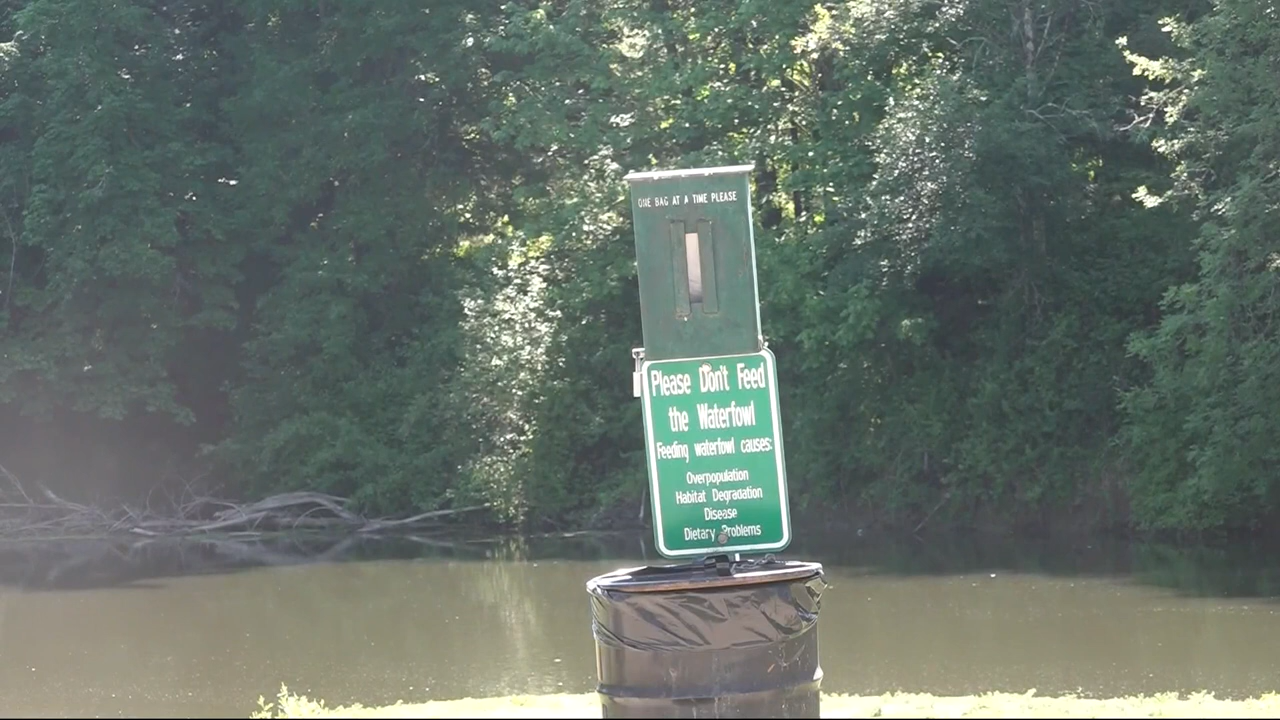 ONE BAG AT A TIME PLEASE
Please Don't Feed
the Waterfowl
Feeding waterfowl causes:
Overpopulation
Habitat Degradation
Disease
Dietary Problems